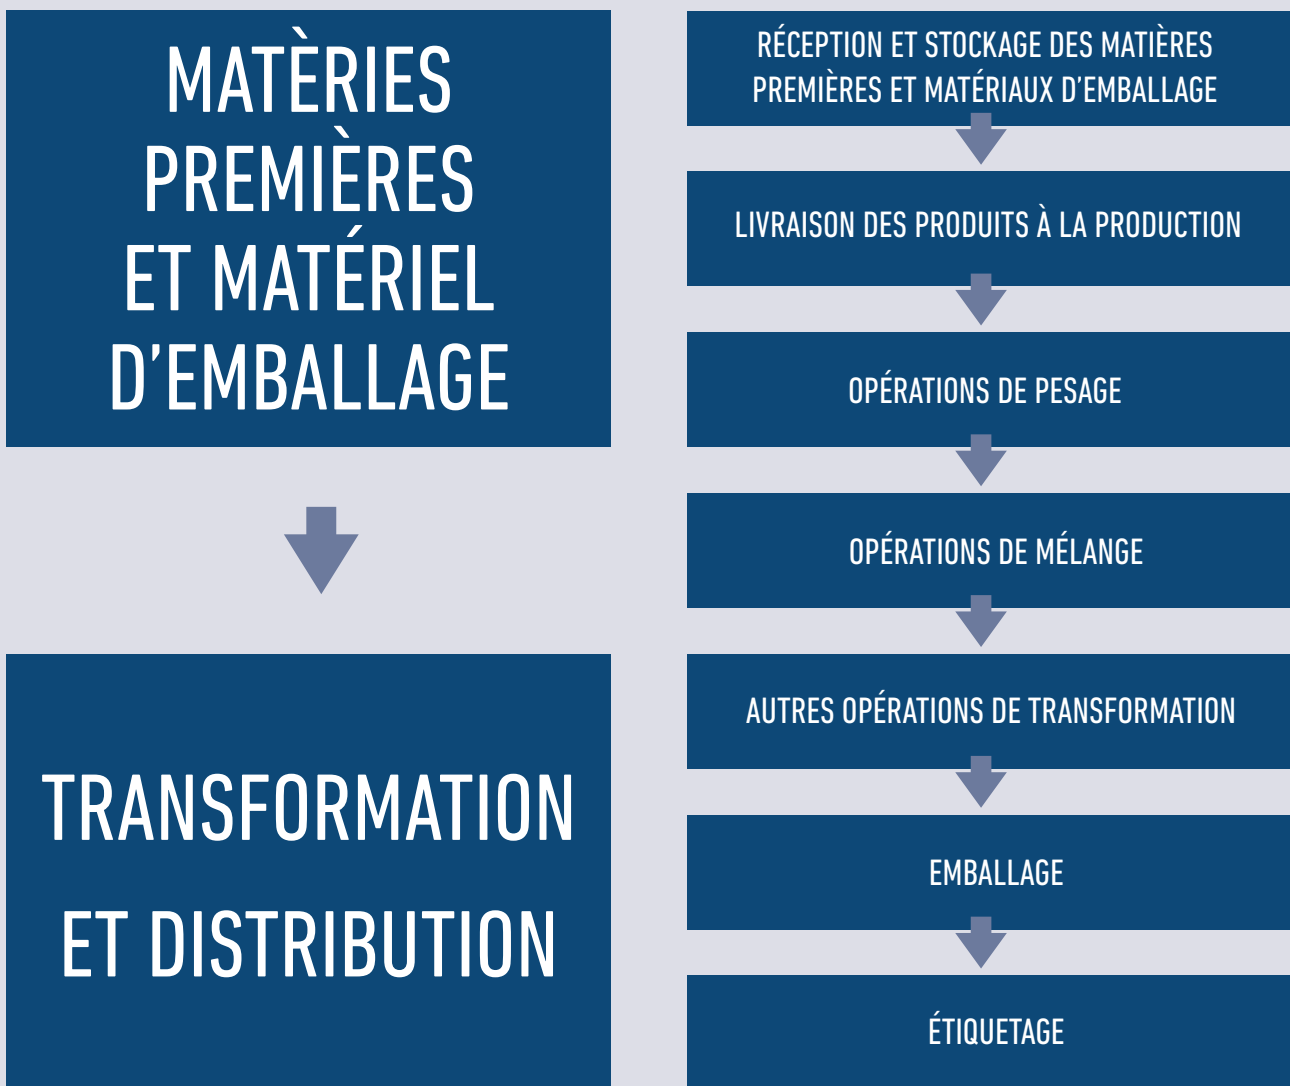 MATÈRIES
PREMIÈRES
ET MATÉRIEL
D’EMBALLAGE
TRANSFORMATION
ET DISTRIBUTION
RÉCEPTION ET STOCKAGE DES MATIÈRES
PREMIÈRES ET MATÉRIAUX D’EMBALLAGE
LIVRAISON DES PRODUITS À LA PRODUCTION
OPÉRATIONS DE PESAGE
OPÉRATIONS DE MÉLANGE
AUTRES OPÉRATIONS DE TRANSFORMATION
EMBALLAGE
ÉTIQUETAGE